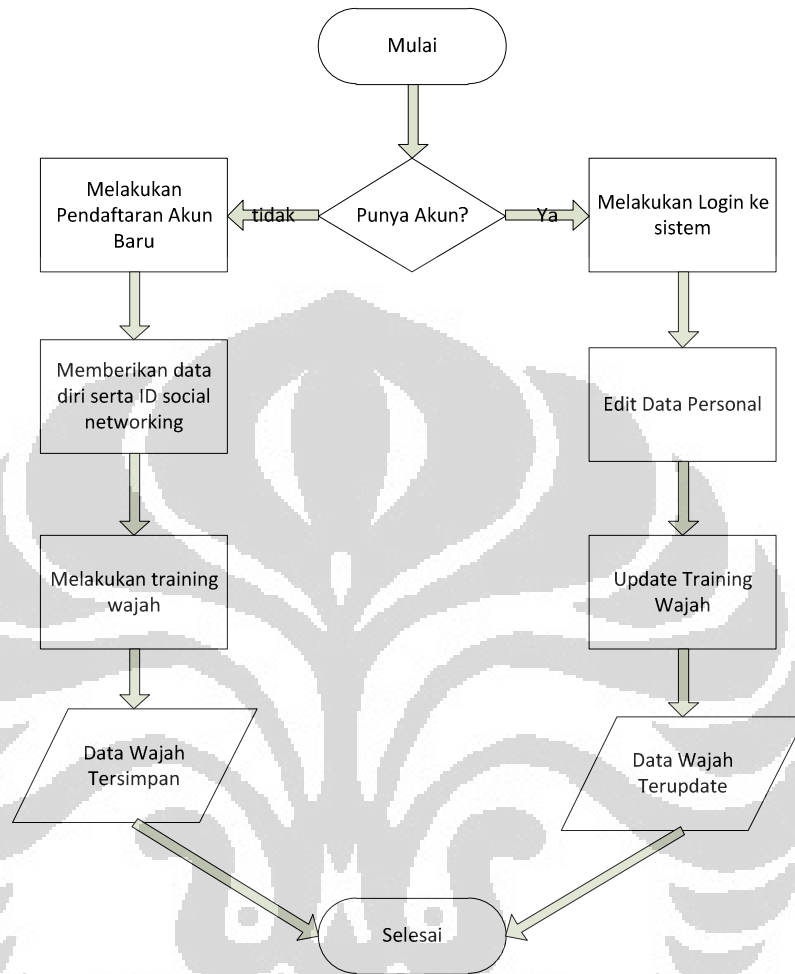 Mulai
Melakukan
Pendaftaran Akun
Baru
tidak
Punya Akun?
Ya
Melakukan Login ke
sistem
Memberikan data
diri serta ID social
networking
Edit Data Personal
Melakukan training
wajah
Update Training
Wajah
Data Wajah
Tersimpan
Data Wajah
Terupdate
Selesai